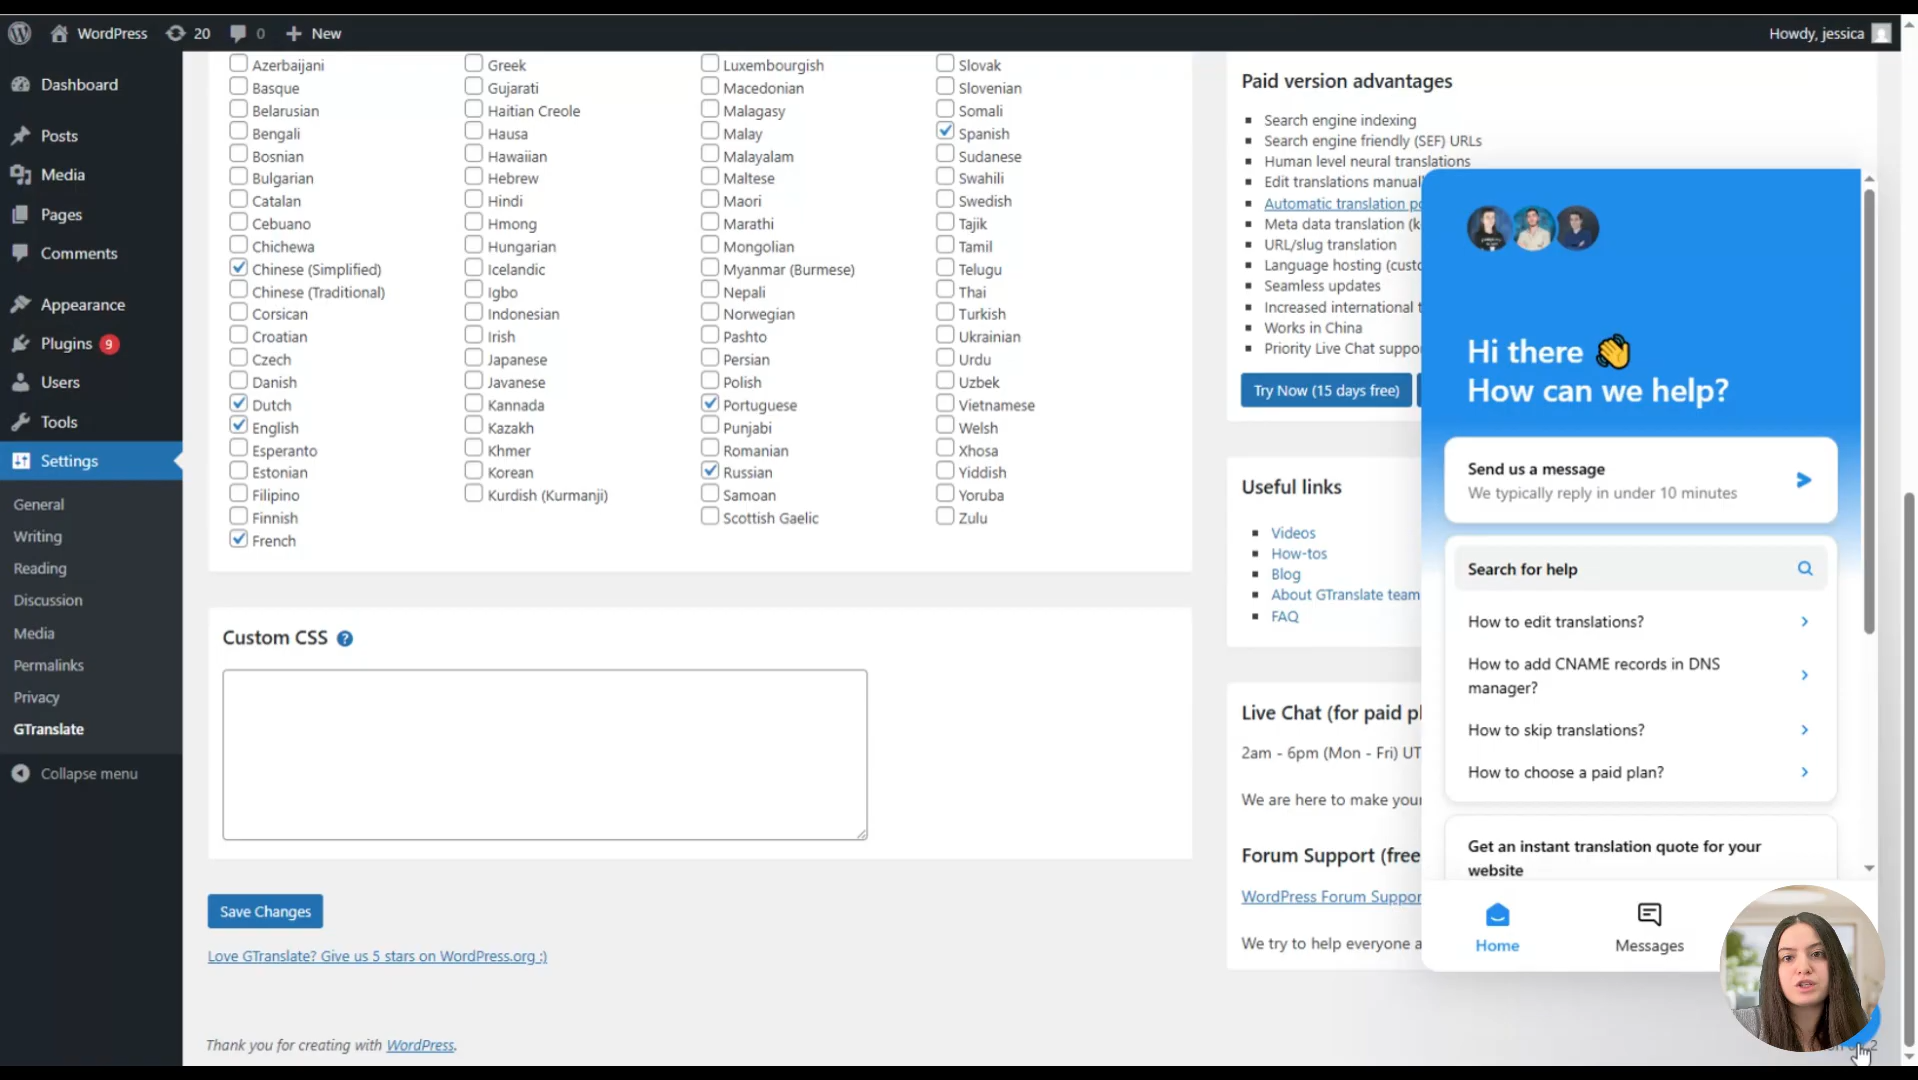 WordPress
20
0
New
Howdy, jessica
Dashboard
Posts
Media
Pages
Comments
Appearance
Plugins 9
Users
Tools
Settings
General
Writing
Reading
Discussion
Media
Permalinks
Privacy
GTranslate
Collapse menu
Azerbaijani
Basque
Belarusian
Bengali
Bosnian
Bulgarian
Catalan
Cebuano
Chichewa
Chinese (Simplified)
Chinese (Traditional)
Corsican
Croatian
Czech
Danish
Dutch
English
Esperanto
Estonian
Filipino
Finnish
French
Greek
Gujarati
Haitian Creole
Hausa
Hawaiian
Hebrew
Hindi
Hmong
Hungarian
Icelandic
Igbo
Indonesian
Irish
Japanese
Javanese
Kannada
Kazakh
Khmer
Korean
Kurdish (Kurmanji)
Luxembourgish
Macedonian
Malagasy
Malay
Malayalam
Maltese
Maori
Marathi
Mongolian
Myanmar (Burmese)
Nepali
Norwegian
Pashto
Persian
Polish
Portuguese
Punjabi
Romanian
Russian
Samoan
Scottish Gaelic
Slovak
Slovenian
Somali
Spanish
Sudanese
Swahili
Swedish
Tajik
Tamil
Telugu
Thai
Turkish
Ukrainian
Urdu
Uzbek
Vietnamese
Welsh
Xhosa
Yiddish
Yoruba
Zulu
Custom CSS ?
Save Changes
Love GTranslate? Give us 5 stars on WordPress.org :)
Thank you for creating with WordPress.
Paid version advantages
Search engine indexing
Search engine friendly (SEF) URLs
Human level neural translations
Edit translations manual
Automatic translation
Meta data translation
URL/slug translation
Language hosting
Seamless updates
Increased international
Works in China
Priority Live Chat
Try Now (15 days free)
Useful links
Videos
How-tos
Blog
About GTranslate team
FAQ
Live Chat (for paid
2am - 6pm (Mon - Fri)
We are here to make
Forum Support (free
WordPress Forum
We try to help everyone
Hi there 👋
How can we help?
Send us a message
We typically reply in under 10 minutes
Search for help
How to edit translations?
How to add CNAME records in DNS
manager?
How to skip translations?
How to choose a paid plan?
Get an instant translation quote for your
website
Home
Messages